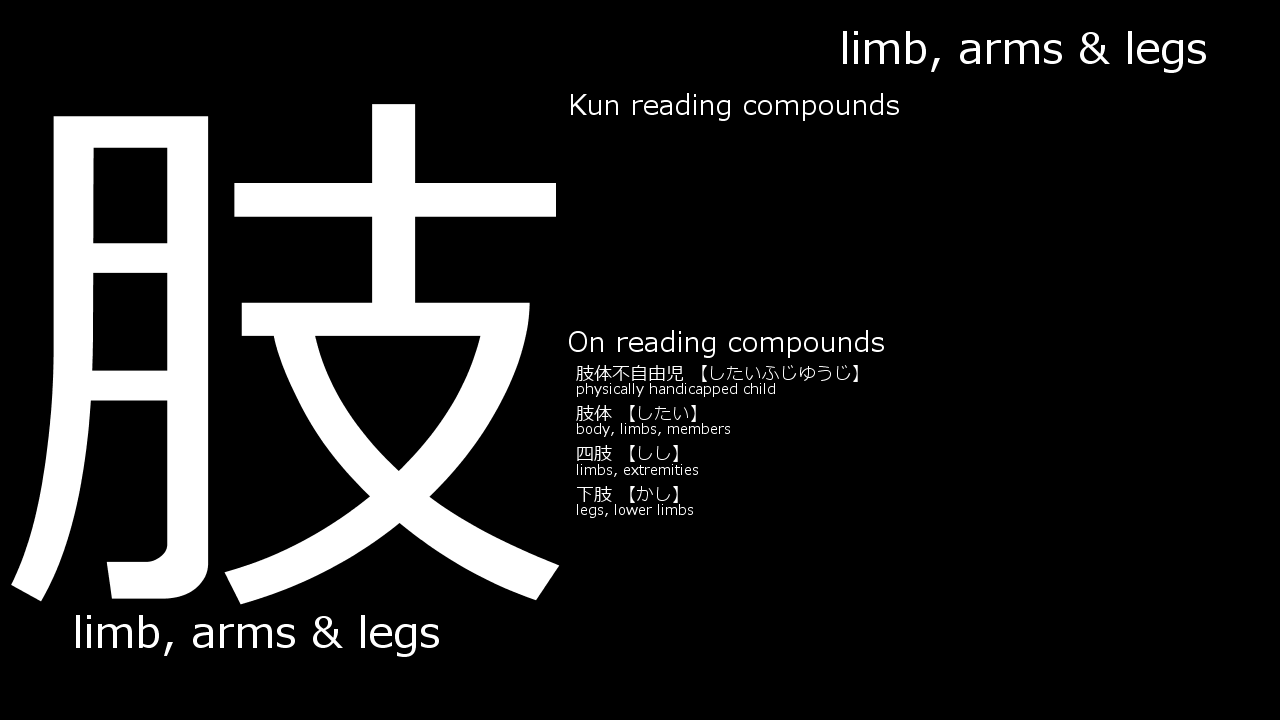 limb, arms & legs
Kun reading compounds
肢
On reading compounds
肢体不自由児 【したいふじゆうじ】
physically handicapped child
肢体 【したい】
body, limbs, members
四肢 【しし】
limbs, extremities
下肢 【かし】
legs, lower limbs
limb, arms & legs